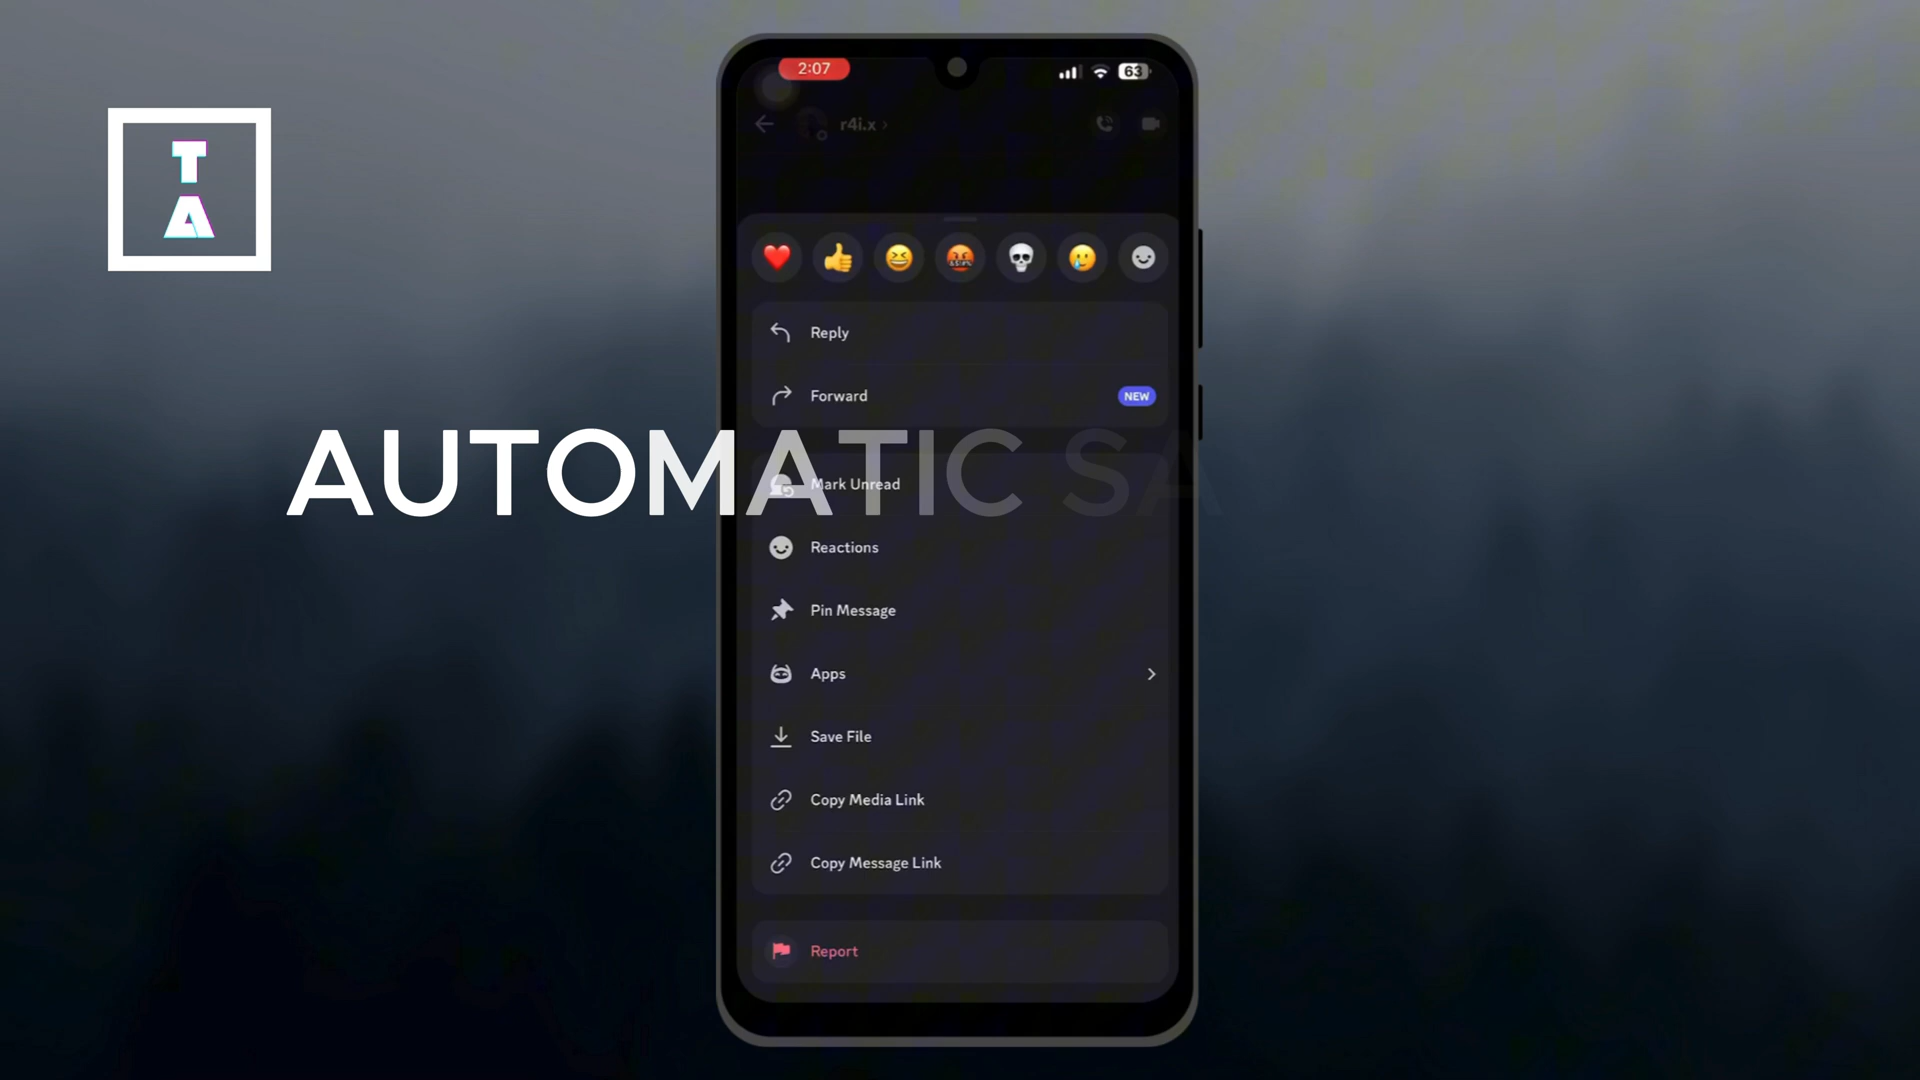 T
A
2:07
63
r4i.x
Reply
Forward
NEW
AUTOMATIC SA
Mark Unread
Reactions
Pin Message
Apps
Save File
Copy Media Link
Copy Message Link
Report